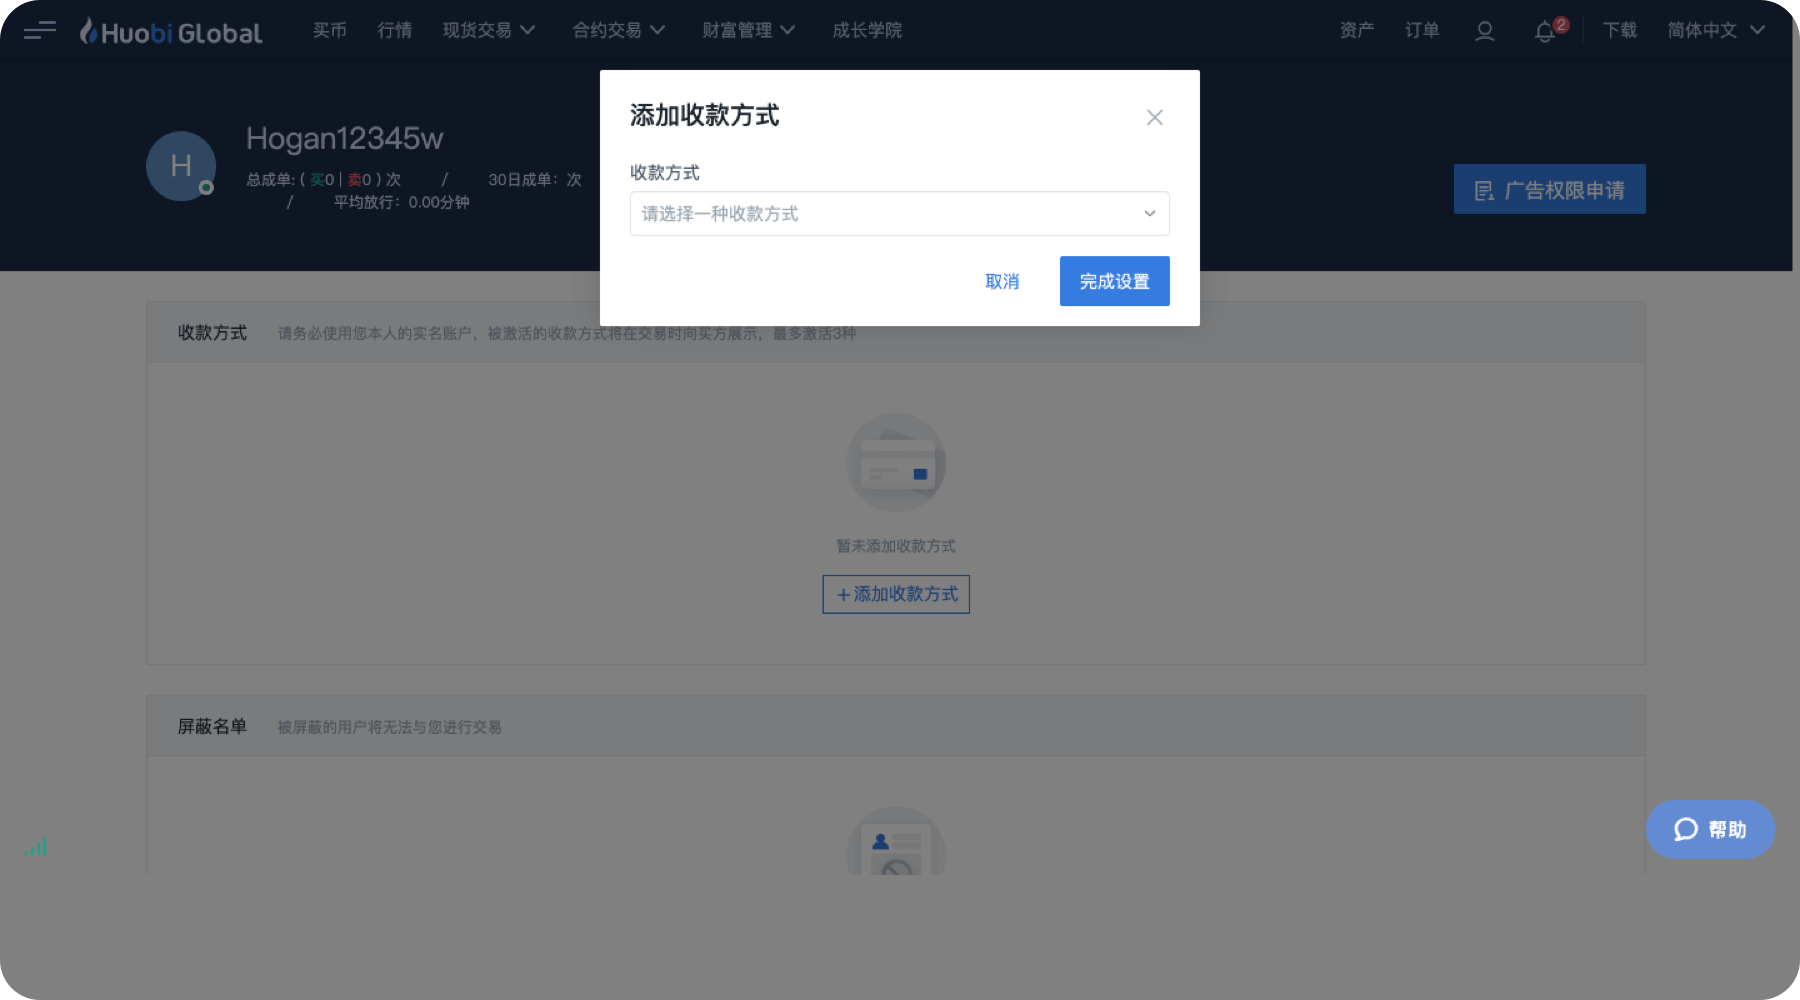 Huobi Global 买币 行情 现货交易 合约交易 财富管理 成长学院 资产 订单 2 下载 简体中文
添加收款方式
收款方式
请选择一种收款方式
取消 完成设置
H
Hogan12345w
总成单: ( 买0 | 卖0 ) 次 / 30日成单：次
/ 平均放行：0.00分钟
广告权限申请
收款方式 请务必使用您本人的实名账户，被激活的收款方式将在交易时向买方展示，最多激活3种
暂未添加收款方式
+添加收款方式
屏蔽名单 被屏蔽的用户将无法与您进行交易
帮助